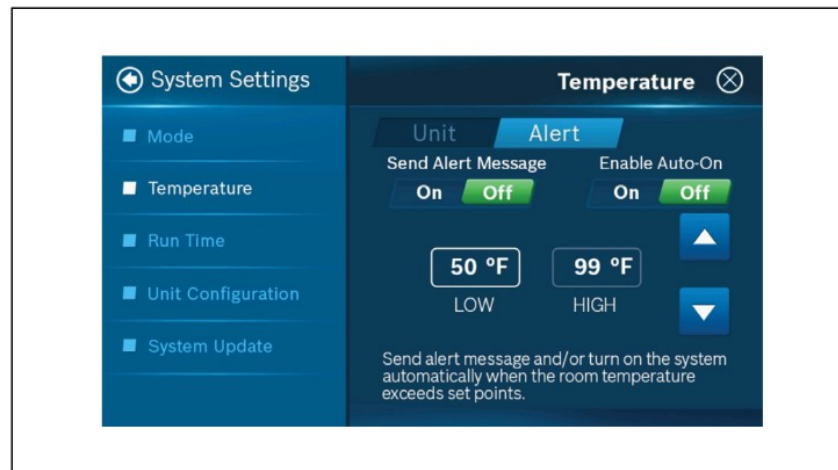 System Settings
Temperature
Mode
Temperature
Run Time
Unit Configuration
System Update
Unit
Alert
Send Alert Message
Enable Auto-On
On Off
On Off
50 ºF
99 ºF
LOW
HIGH
Send alert message and/or turn on the system
automatically when the room temperature
exceeds set points.